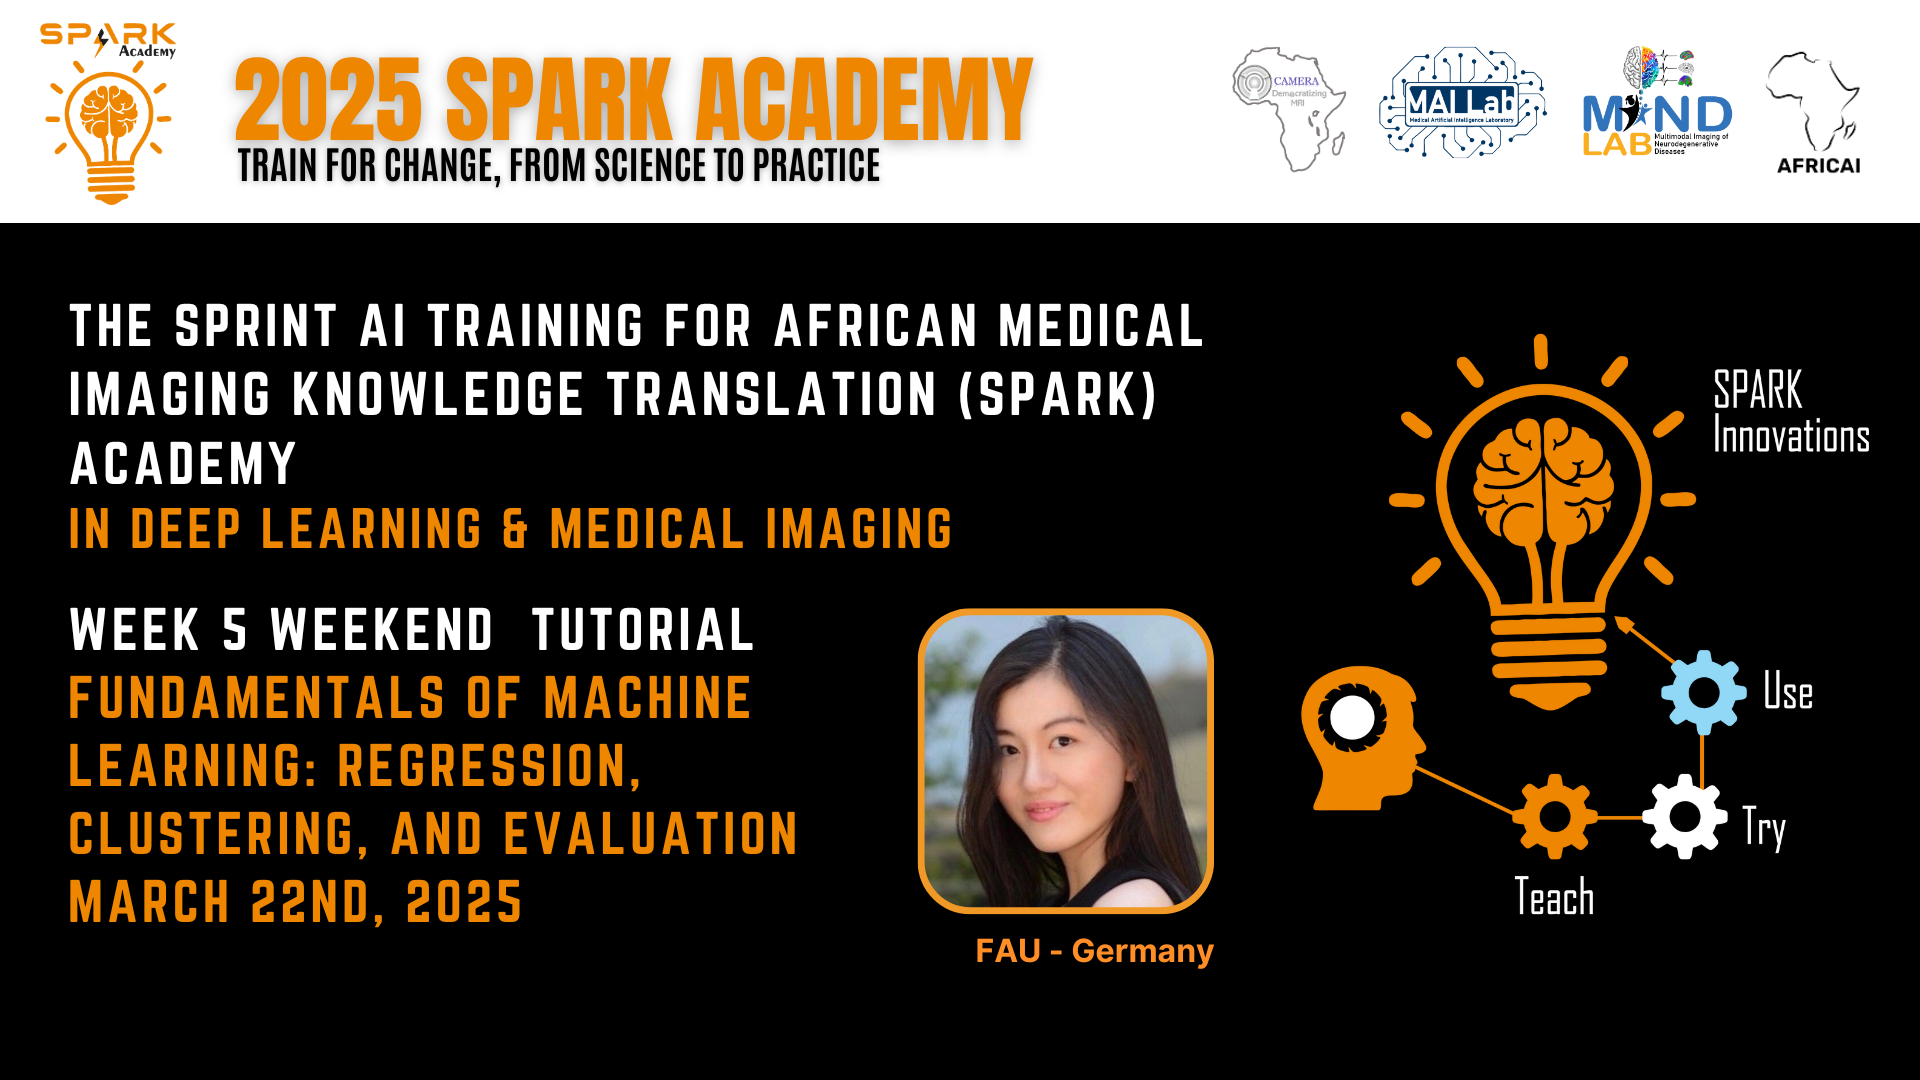 SPARK
Academy
2025 SPARK ACADEMY
TRAIN FOR CHANGE, FROM SCIENCE TO PRACTICE
CAMERA
Democratizing
MRI
MAILab
Medical Artificial Intelligence Laboratory
MIND
LAB
Multimodal Imaging of
Neurodegenerative
Diseases
AFRICAI
THE SPRINT AI TRAINING FOR AFRICAN MEDICAL
IMAGING KNOWLEDGE TRANSLATION (SPARK)
ACADEMY
IN DEEP LEARNING & MEDICAL IMAGING
WEEK 5 WEEKEND TUTORIAL
FUNDAMENTALS OF MACHINE
LEARNING: REGRESSION,
CLUSTERING, AND EVALUATION
MARCH 22ND, 2025
FAU - Germany
SPARK
Innovations
Use
Try
Teach